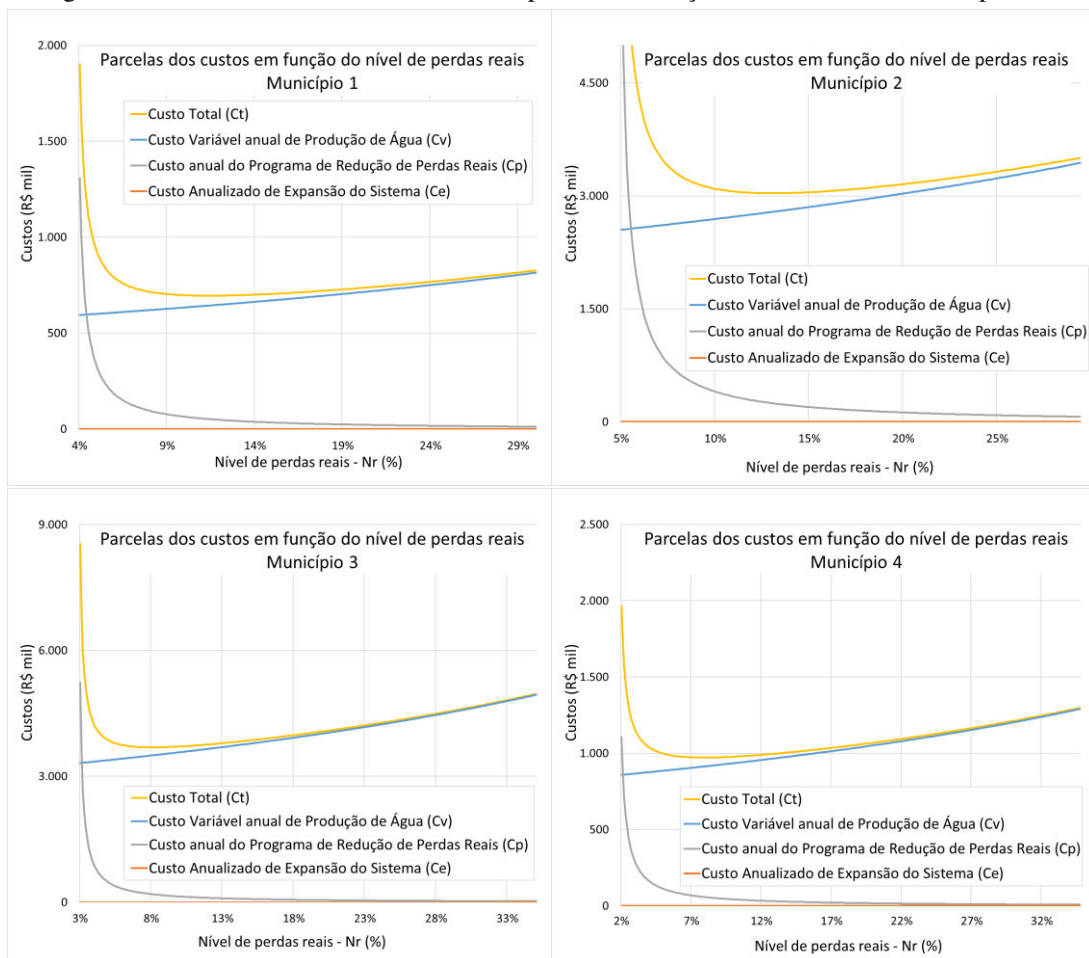 Parcelas dos custos em função do nível de perdas reais
Município 1
2.000
1.500
1.000
500
0
Custos (R$ mil)
Custo Total (Ct)
Custo Variável anual de Produção de Água (Cv)
Custo anual do Programa de Redução de Perdas Reais (Cp)
Custo Anualizado de Expansão do Sistema (Ce)
4% 9% 14% 19% 24% 29%
Nível de perdas reais - Nr (%)
Parcelas dos custos em função do nível de perdas reais
Município 2
4.500
3.000
1.500
0
Custos (R$ mil)
Custo Total (Ct)
Custo Variável anual de Produção de Água (Cv)
Custo anual do Programa de Redução de Perdas Reais (Cp)
Custo Anualizado de Expansão do Sistema (Ce)
5% 10% 15% 20% 25%
Nível de perdas reais - Nr (%)
Parcelas dos custos em função do nível de perdas reais
Município 3
9.000
6.000
3.000
0
Custos (R$ mil)
Custo Total (Ct)
Custo Variável anual de Produção de Água (Cv)
Custo anual do Programa de Redução de Perdas Reais (Cp)
Custo Anualizado de Expansão do Sistema (Ce)
3% 8% 13% 18% 23% 28% 33%
Nível de perdas reais - Nr (%)
Parcelas dos custos em função do nível de perdas reais
Município 4
2.500
2.000
1.500
1.000
500
0
Custos (R$ mil)
Custo Total (Ct)
Custo Variável anual de Produção de Água (Cv)
Custo anual do Programa de Redução de Perdas Reais (Cp)
Custo Anualizado de Expansão do Sistema (Ce)
2% 7% 12% 17% 22% 27% 32%
Nível de perdas reais - Nr (%)